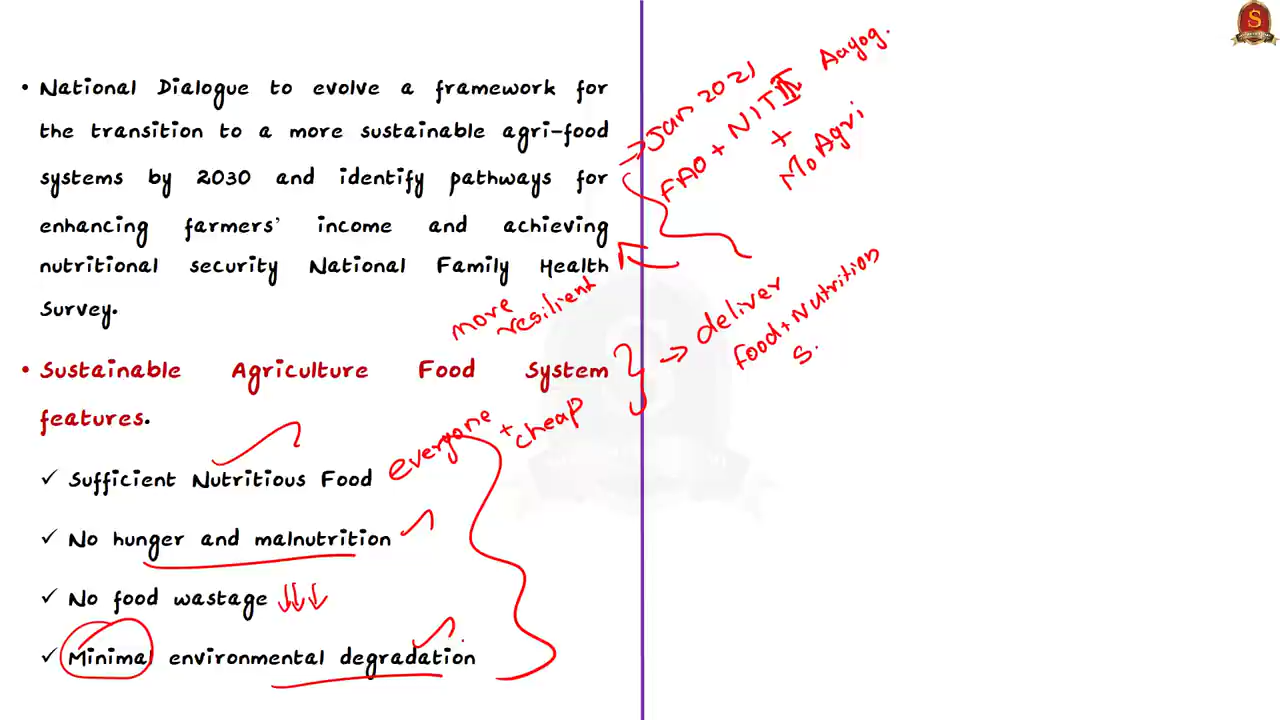 • National Dialogue to evolve a framework for
the transition to a more sustainable agri-food
systems by 2030 and identify pathways for
enhancing farmers' income and achieving
nutritional security National Family Health
Survey.
• Sustainable Agriculture Food System
features.
✓ Sufficient Nutritious Food
✓ No hunger and malnutrition
✓ No food wastage
✓ Minimal environmental degradation
more
resilient
everyone
+ cheap
⇒ Jan 2021
FAO + NITI Aayog.
+
MoAgri
⇒ deliver
food + Nutrition
S.
S